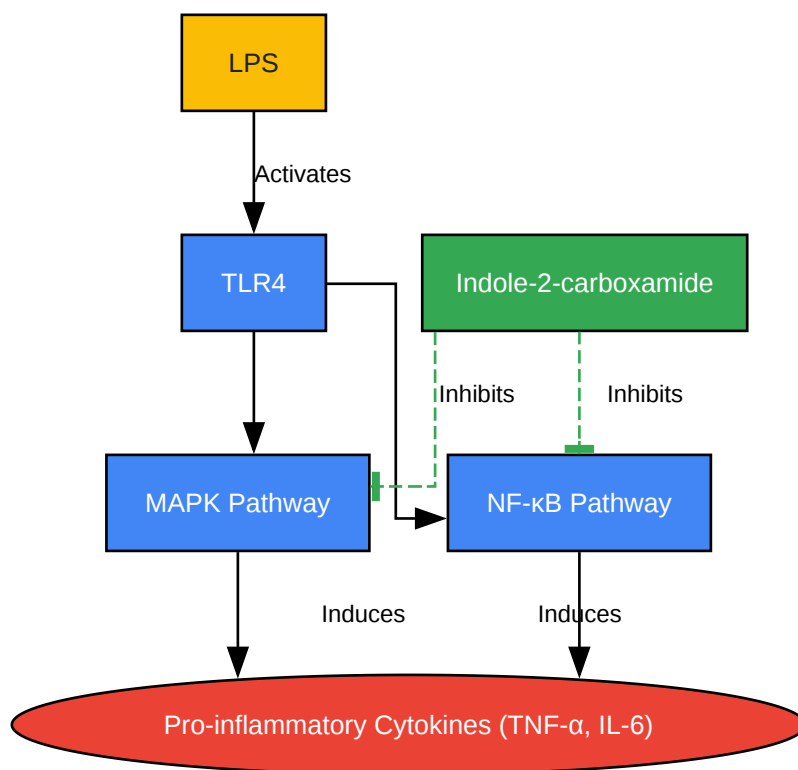 LPS
Activates
TLR4
Indole-2-carboxamide
Inhibits
Inhibits
MAPK Pathway
NF-κB Pathway
Induces
Induces
Pro-inflammatory Cytokines (TNF-α, IL-6)